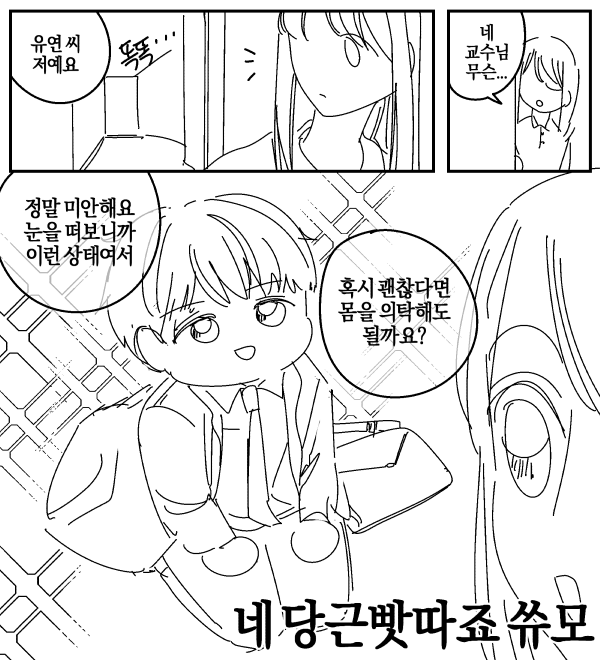 유연 씨
저예요
똑똑...
네
교수님
무슨...
정말 미안해요
눈을 떠보니까
이런 상태여서
혹시 괜찮다면
몸을 의탁해도
될까요?
네 당근빳따죠 쓔모